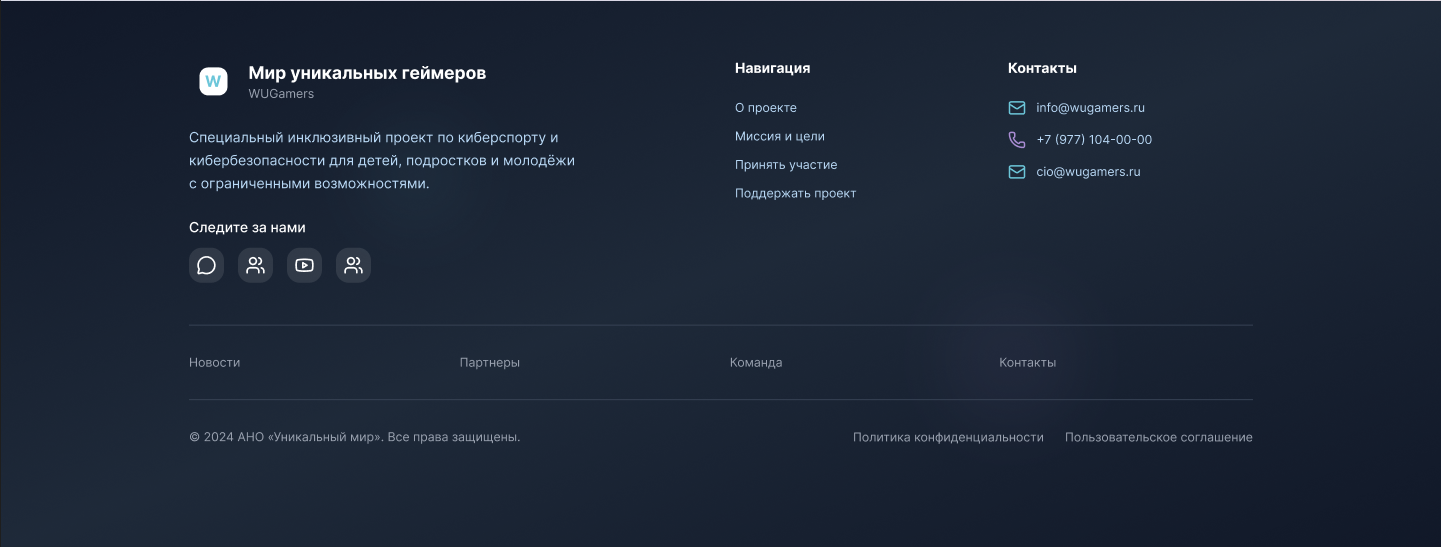 W
Мир уникальных геймеров
WUGamers
Специальный инклюзивный проект по киберспорту и
кибербезопасности для детей, подростков и молодёжи
с ограниченными возможностями.
Следите за нами
Навигация
О проекте
Миссия и цели
Принять участие
Поддержать проект
Контакты
info@wugamers.ru
+7 (977) 104-00-00
cio@wugamers.ru
Новости
Партнеры
Команда
Контакты
© 2024 АНО «Уникальный мир». Все права защищены.
Политика конфиденциальности
Пользовательское соглашение